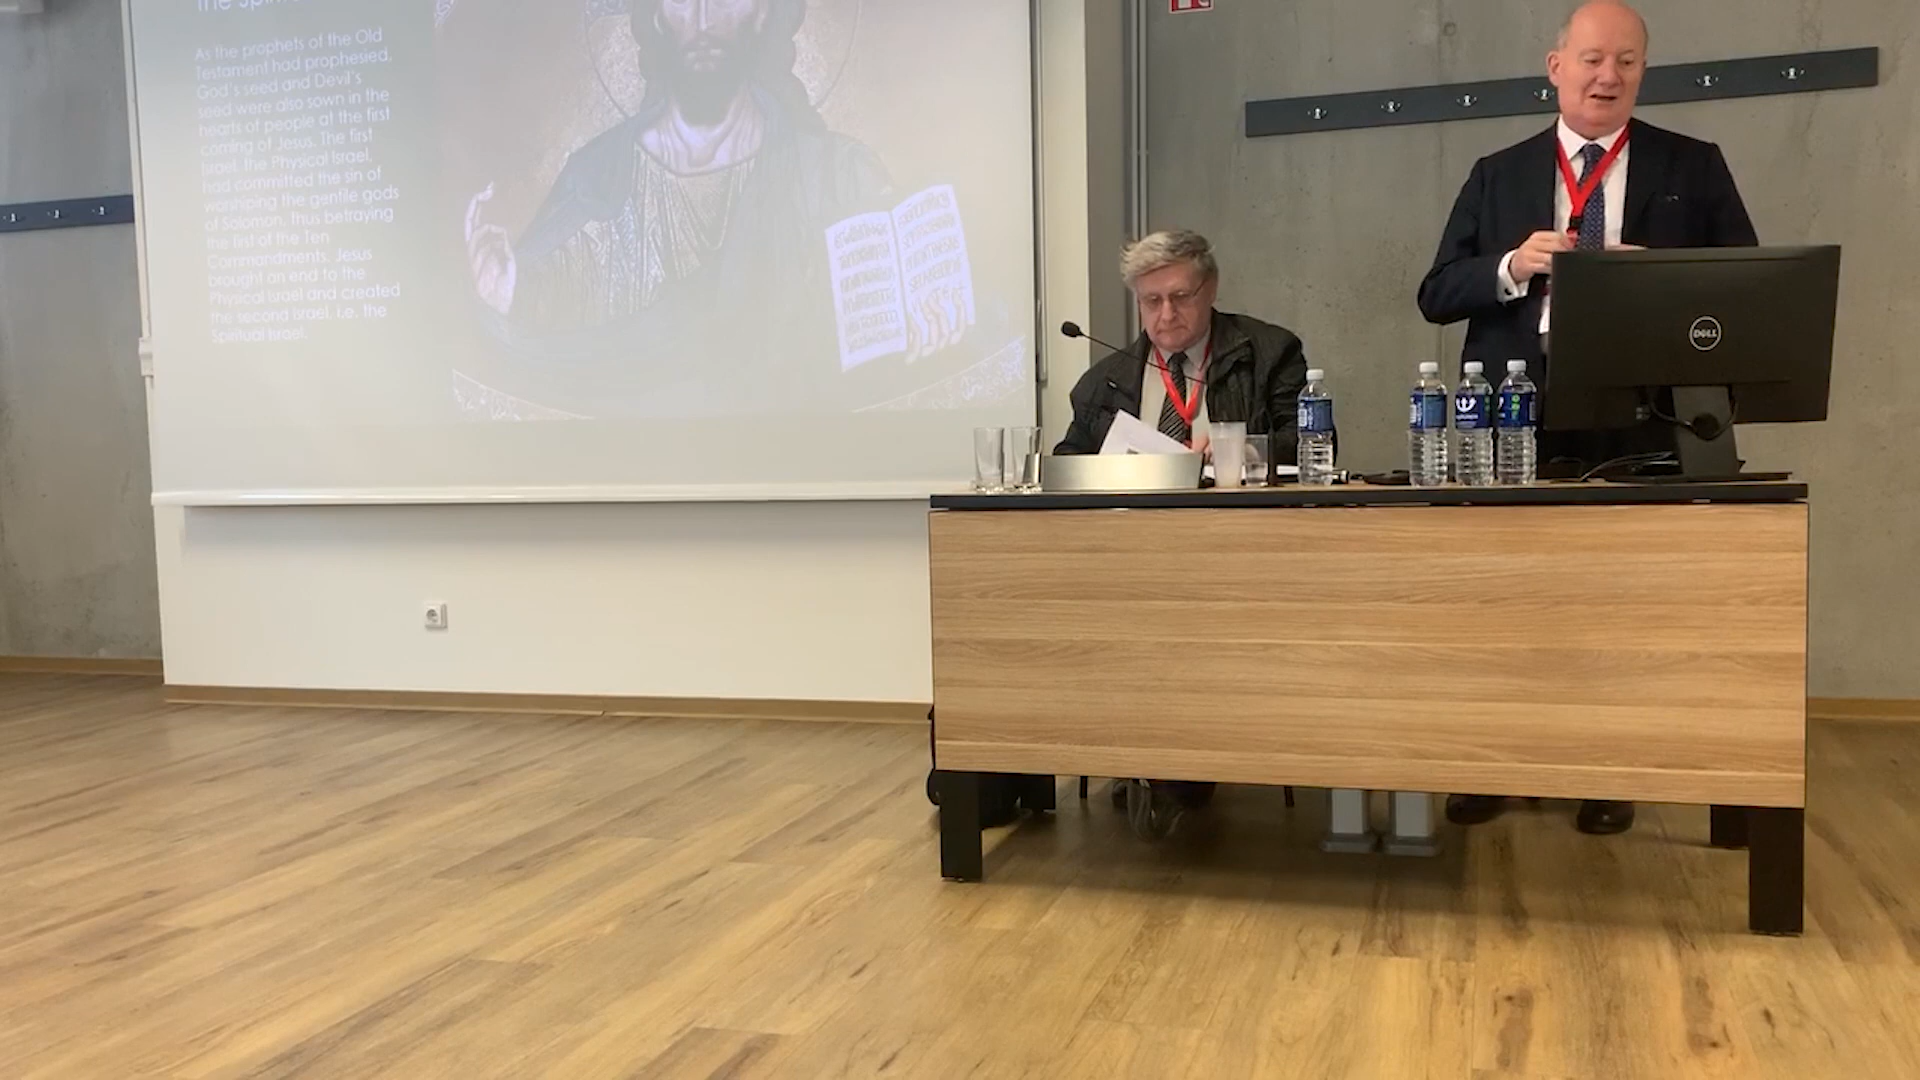 the Spirit
As the prophets of the Old
Testament had prophesied,
God's seed and Devil's
seed were also sown in the
hearts of people at the first
coming of Jesus. The first
Israel, the Physical Israel,
had committed the sin of
worshiping the gentile gods
of Solomon, thus betraying
the first of the Ten
Commandments. Jesus
brought an end to the
Physical Israel and created
the second Israel, i.e. the
Spiritual Israel.
DELL